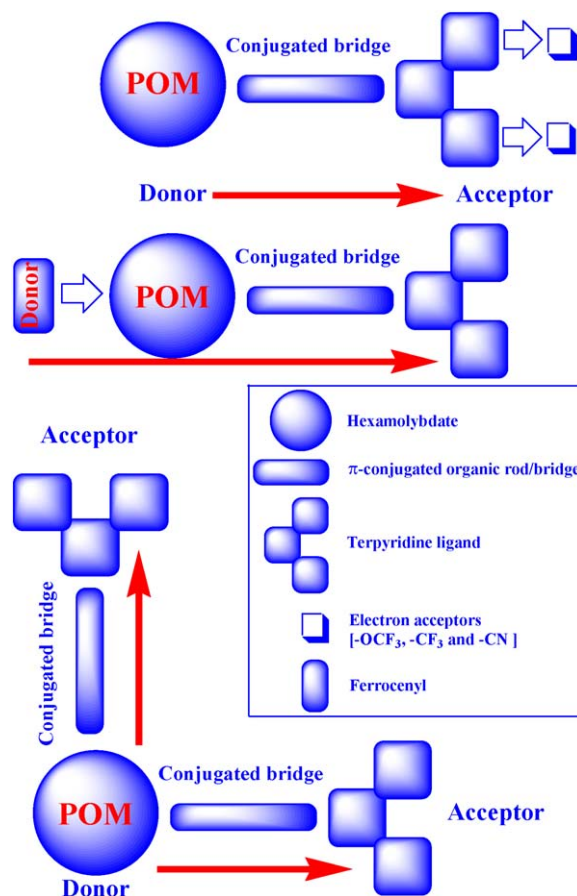 Conjugated bridge
POM
Donor
Acceptor
Conjugated bridge
Donor
POM
Acceptor
Conjugated bridge
Hexamolybdate
π-conjugated organic rod/bridge
Terpyridine ligand
Electron acceptors
[-OCF₃, -CF₃ and -CN ]
Ferrocenyl
Conjugated bridge
POM
Acceptor
Donor